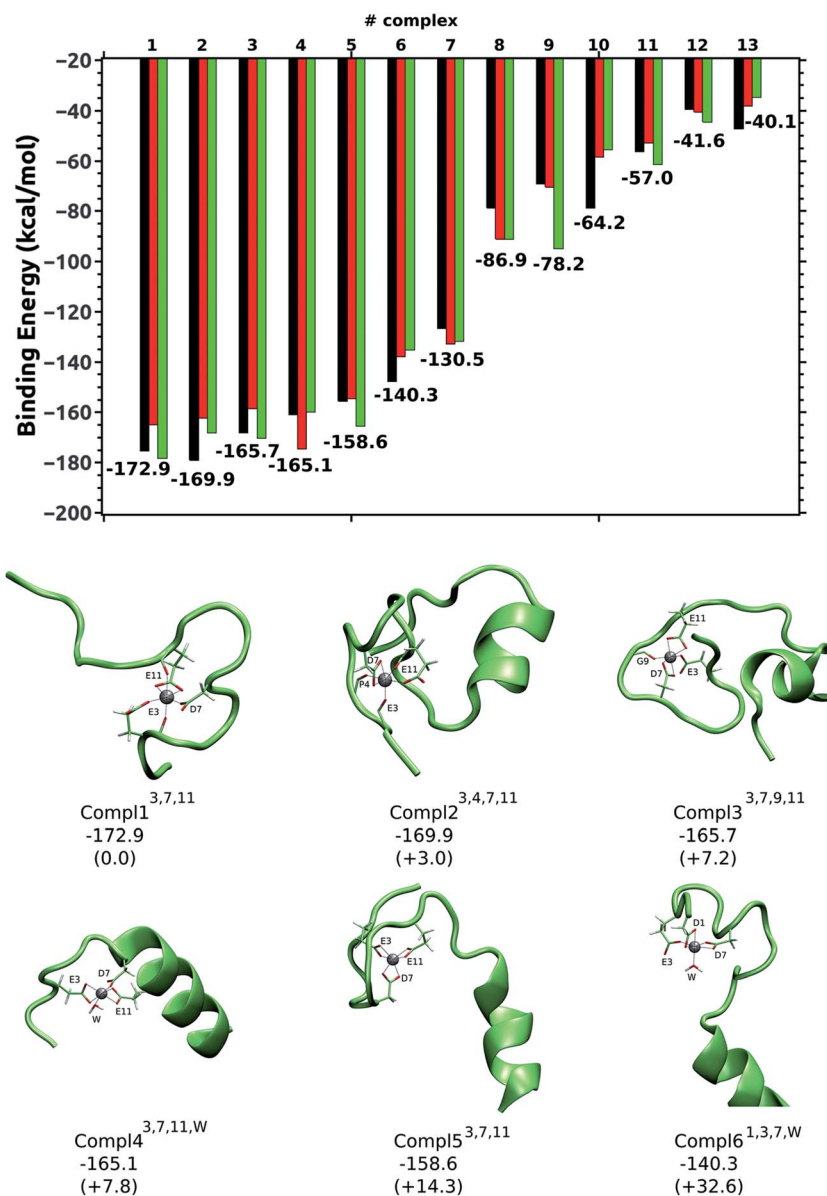 # complex
1 2 3 4 5 6 7 8 9 10 11 12 13
Binding Energy (kcal/mol)
−20
−40
−60
−80
−100
−120
−140
−160
−180
−200
-172.9
-169.9
-165.7
-165.1
-158.6
-140.3
-130.5
-86.9
-78.2
-64.2
-57.0
-41.6
-40.1
E11
E3
D7
D7
E11
P4
E3
E11
G9
D7
E3
Compl1 3,7,11
-172.9
(0.0)
Compl2 3,4,7,11
-169.9
(+3.0)
Compl3 3,7,9,11
-165.7
(+7.2)
E3
D7
W
E11
E3
E11
D7
D1
E3
D7
W
Compl4 3,7,11,W
-165.1
(+7.8)
Compl5 3,7,11
-158.6
(+14.3)
Compl6 1,3,7,W
-140.3
(+32.6)